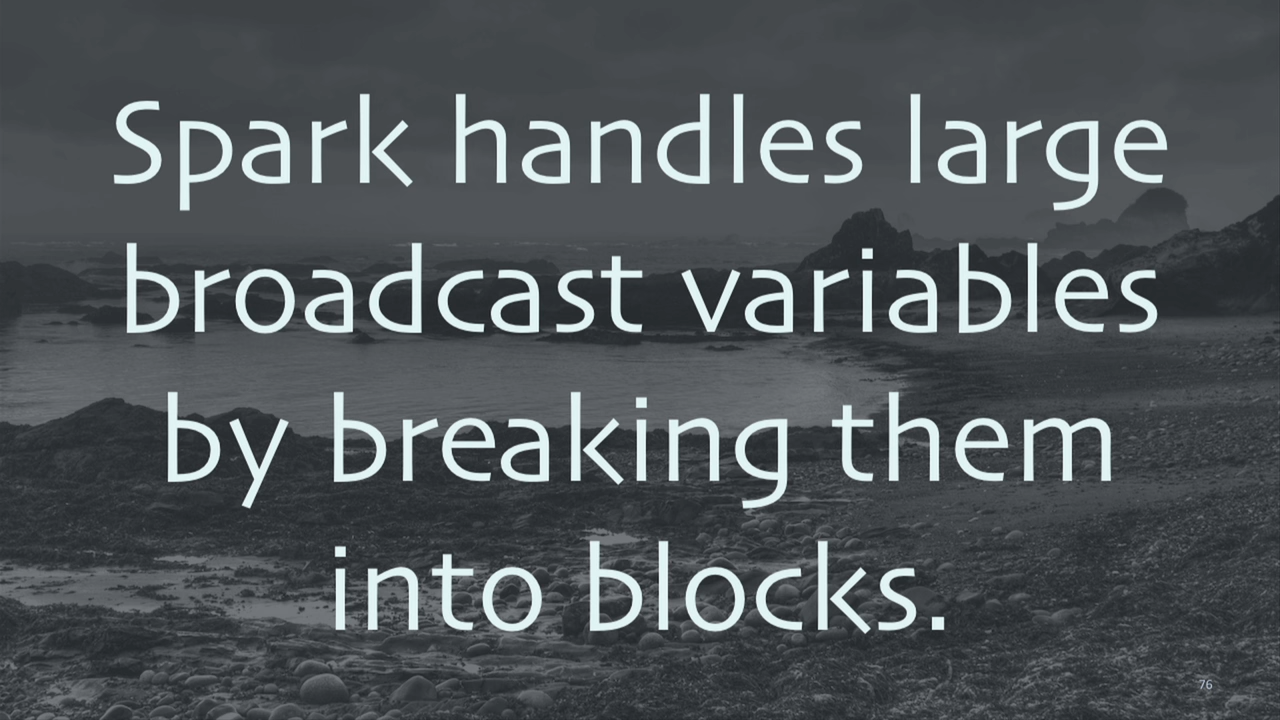 Spark handles large
broadcast variables
by breaking them
into blocks.
76